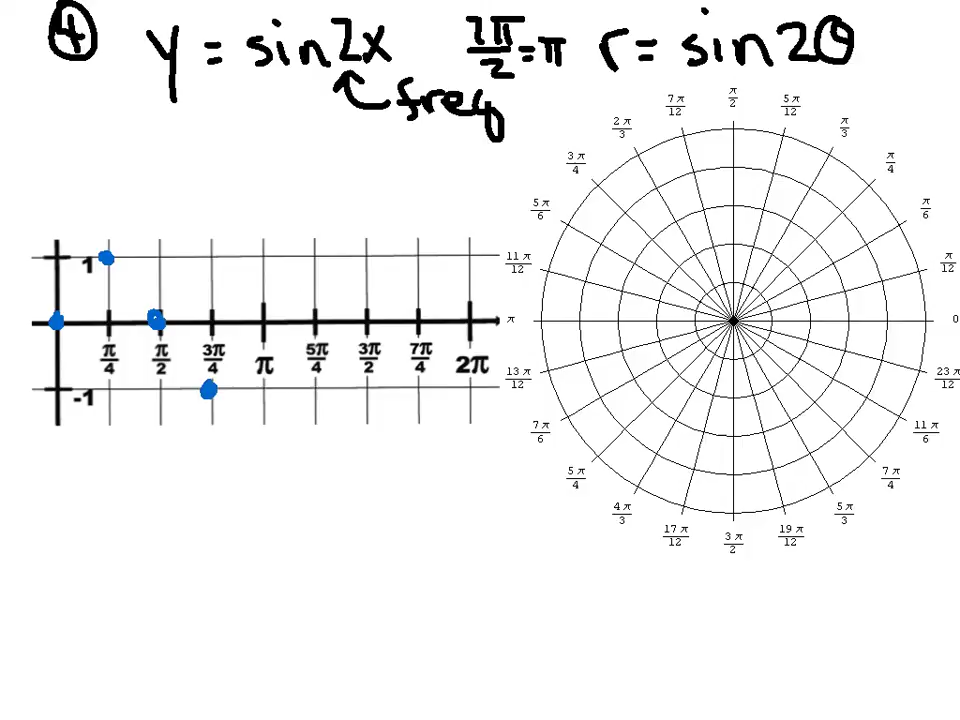 ④ y = sin2x 2π/2 = π r = sin2θ
freq
π/2
7π/12 5π/12
2π/3 π/3
3π/4 π/4
5π/6 π/6
11π/12 π/12
1
π 0
π/4 π/2 3π/4 π 5π/4 3π/2 7π/4 2π
-1
13π/12 23π/12
7π/6 11π/6
5π/4 7π/4
4π/3 5π/3
17π/12 19π/12
3π/2